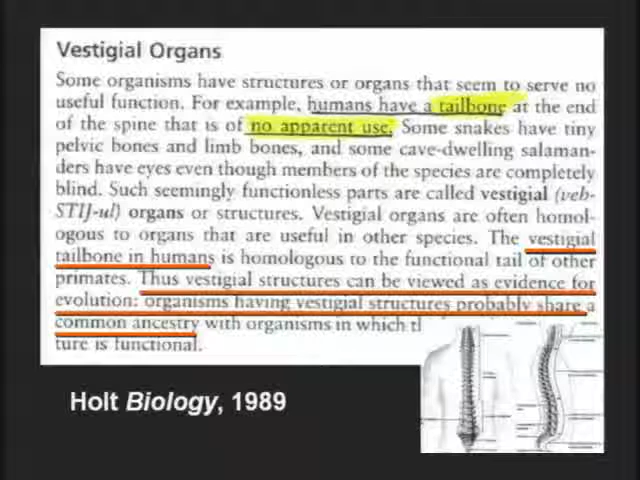 Vestigial Organs
Some organisms have structures or organs that seem to serve no
useful function. For example, humans have a tailbone at the end
of the spine that is of no apparent use. Some snakes have tiny
pelvic bones and limb bones, and some cave-dwelling salaman-
ders have eyes even though members of the species are completely
blind. Such seemingly functionless parts are called vestigial (veh-
STIJ-ul) organs or structures. Vestigial organs are often homol-
ogous to organs that are useful in other species. The vestigial
tailbone in humans is homologous to the functional tail of other
primates. Thus vestigial structures can be viewed as evidence for
evolution: organisms having vestigial structures probably share a
common ancestry with organisms in which
ture is functional.
Holt Biology, 1989